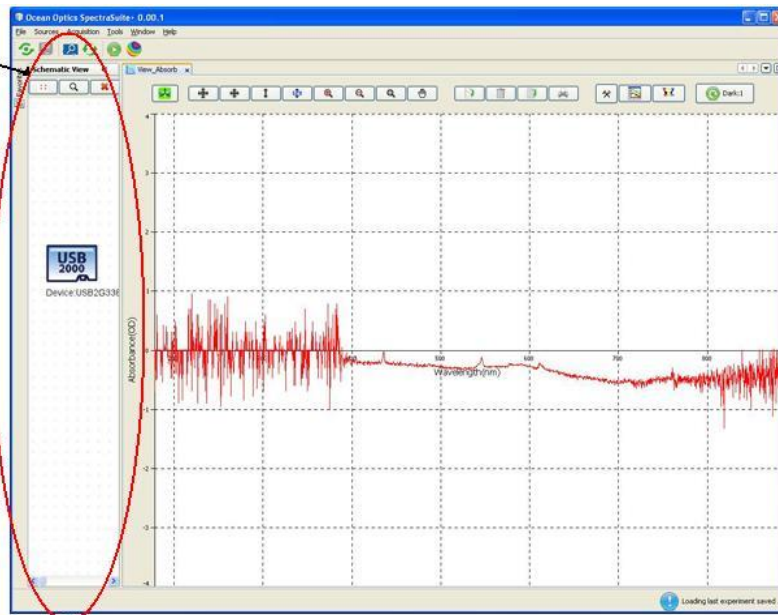 Ocean Optics SpectraSuite- 0.00.1
File Sources Acquisition Tools Window Help
Schematic View
View_Absorb x
Dark:1
USB
2000
Device:USB2G338
Absorbance(OD)
4
3
2
1
0
-1
-2
-3
-4
500
600
700
Wavelength(nm)
Loading last experiment saved